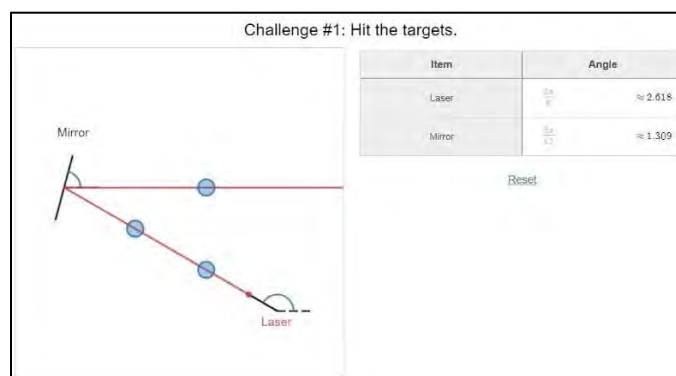 Challenge #1: Hit the targets.
Item Angle
Laser ≈ 2.618
Mirror ≈ 1.309
Reset
Mirror
Laser